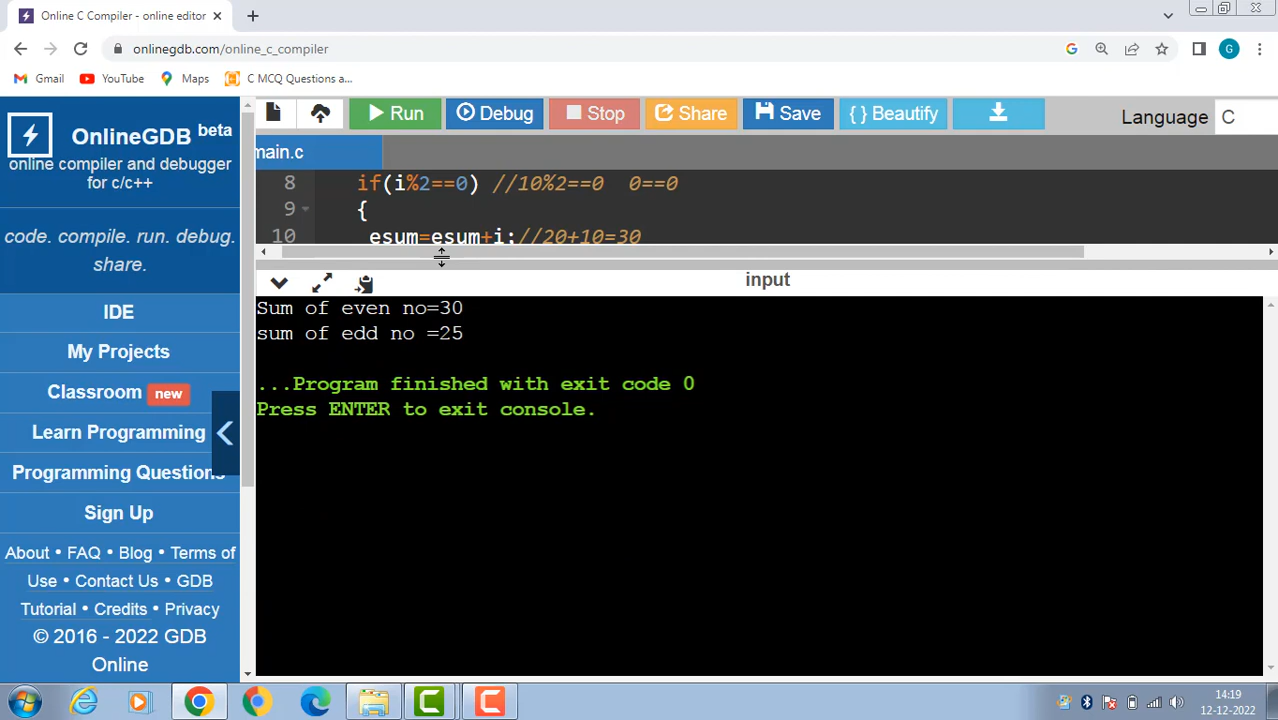 Online C Compiler - online editor
onlinegdb.com/online_c_compiler
G
Gmail YouTube Maps C MCQ Questions a...
OnlineGDB beta
online compiler and debugger
for c/c++
code. compile. run. debug.
share.
IDE
My Projects
Classroom new
Learn Programming
Programming Questions
Sign Up
About • FAQ • Blog • Terms of
Use • Contact Us • GDB
Tutorial • Credits • Privacy
© 2016 - 2022 GDB
Online
Run Debug Stop Share Save { } Beautify Language C
main.c
8 if(i%2==0) //10%2==0 0==0
9 {
10 esum=esum+i;//20+10=30
input
Sum of even no=30
sum of edd no =25
...Program finished with exit code 0
Press ENTER to exit console.
14:19
12-12-2022